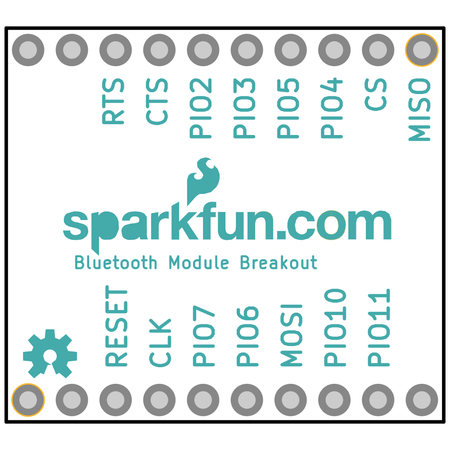 RTS
CTS
PIO2
PIO3
PIO5
PIO4
CS
MISO
sparkfun.com
Bluetooth Module Breakout
RESET
CLK
PIO7
PIO6
MOSI
PIO10
PIO11